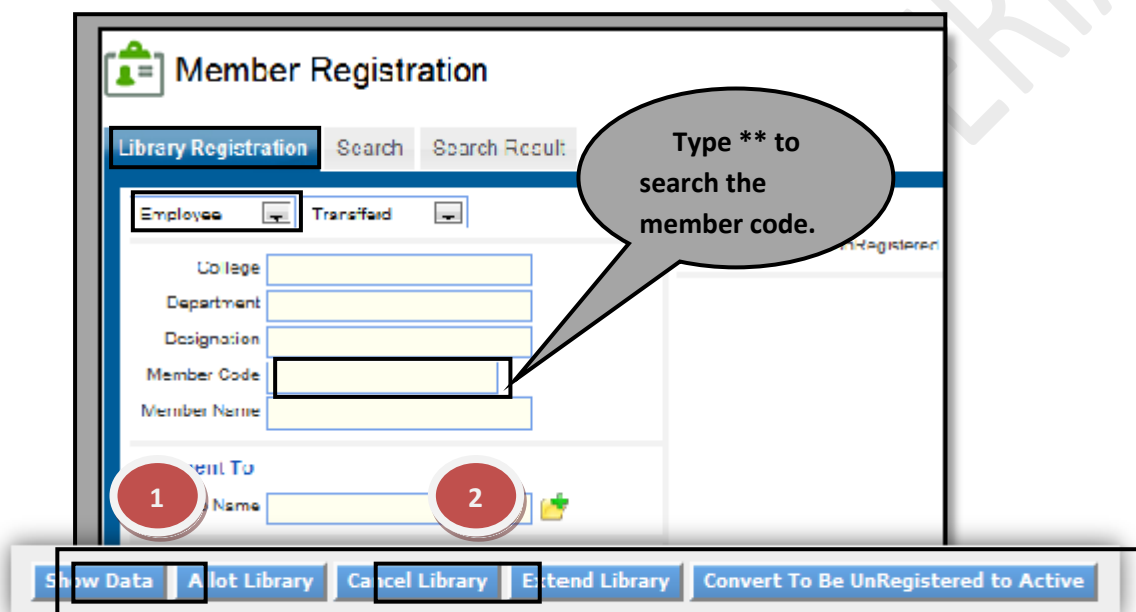 Member Registration
Library Registration Search Search Result
Type ** to
search the
member code.
Employee Transiferd
Registered
College
Department
Designation
Member Code
Member Name
To
Name
1
2
Show Data Allot Library Cancel Library Extend Library Convert To Be UnRegistered to Active